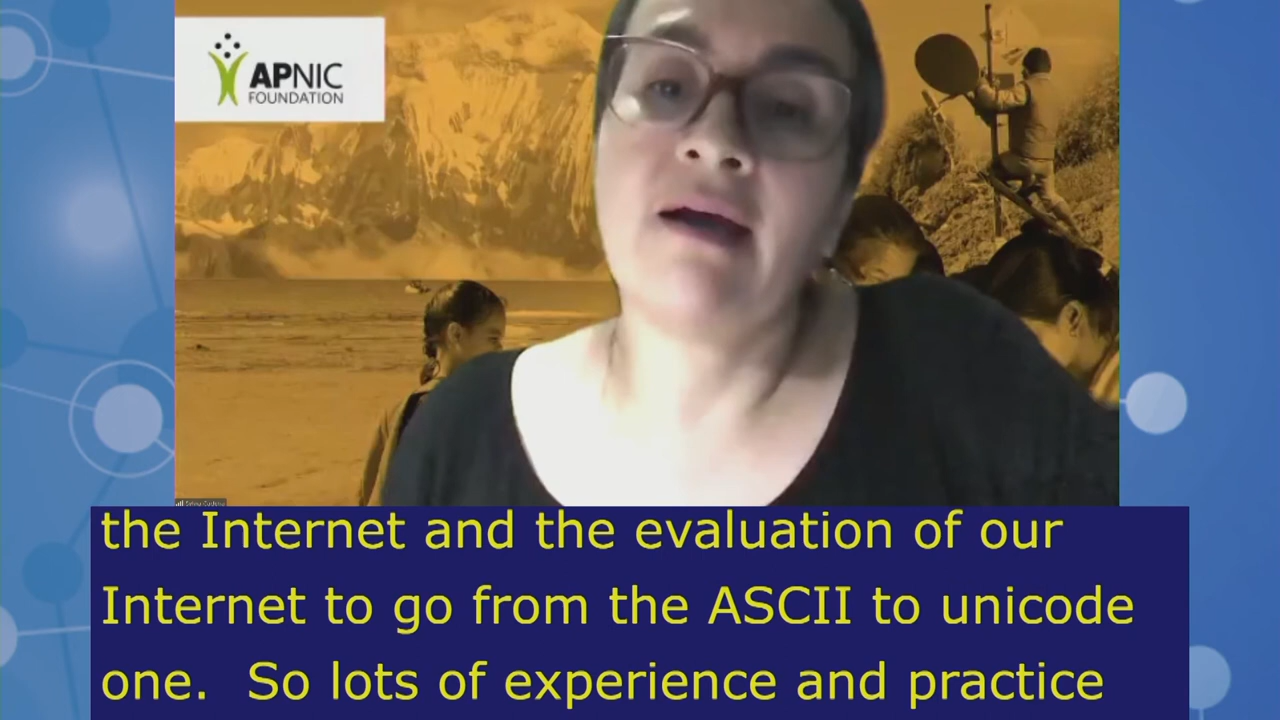 APNIC
FOUNDATION
the Internet and the evaluation of our
Internet to go from the ASCII to unicode
one.  So lots of experience and practice